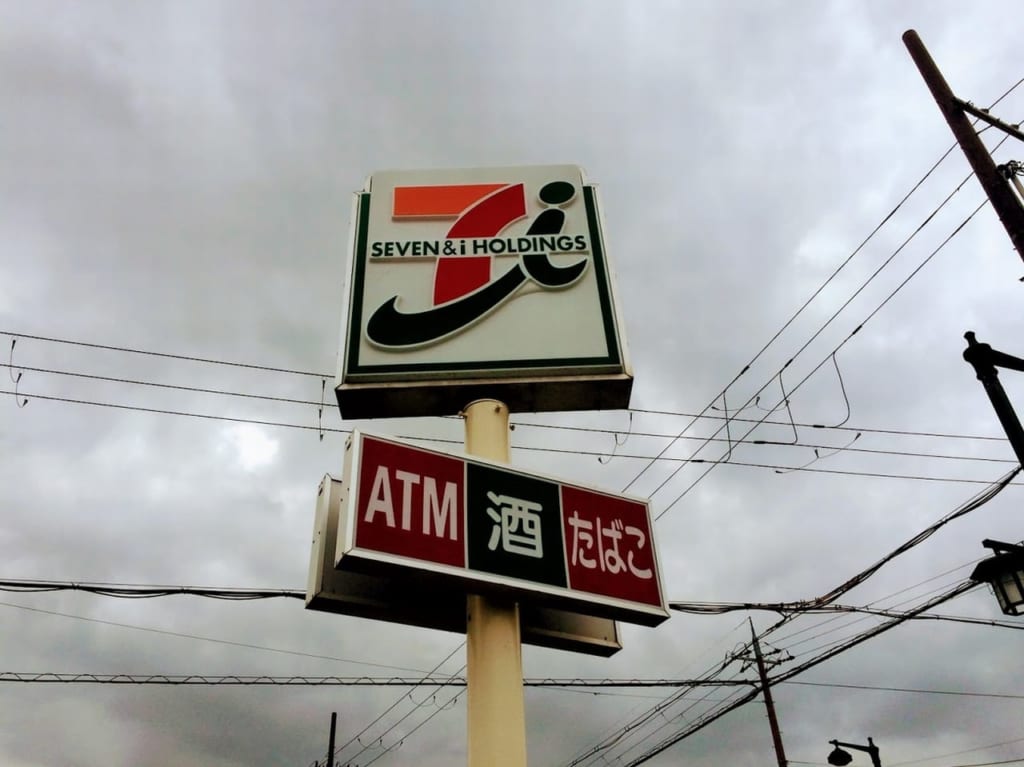 SEVEN & i HOLDINGS
ATM 酒 たばこ